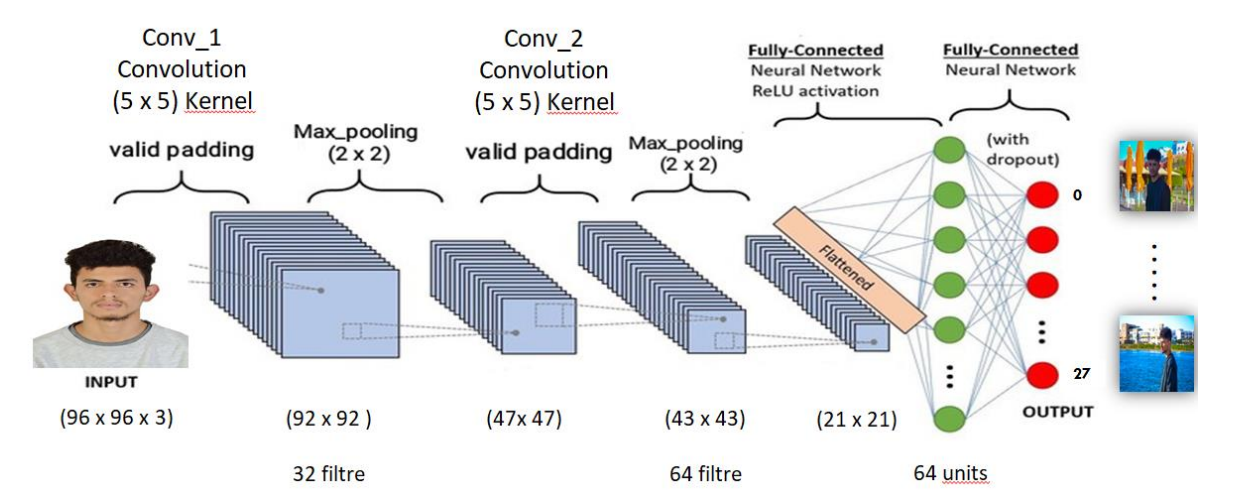 Conv_1
Convolution
(5 x 5) Kernel
valid padding
Max_pooling
(2 x 2)
Conv_2
Convolution
(5 x 5) Kernel
valid padding
Max_pooling
(2 x 2)
Fully-Connected
Neural Network
ReLU activation
Fully-Connected
Neural Network
(with
dropout)
Flattened
0
27
INPUT
OUTPUT
(96 x 96 x 3)
(92 x 92 )
(47x 47)
(43 x 43)
(21 x 21)
32 filtre
64 filtre
64 units